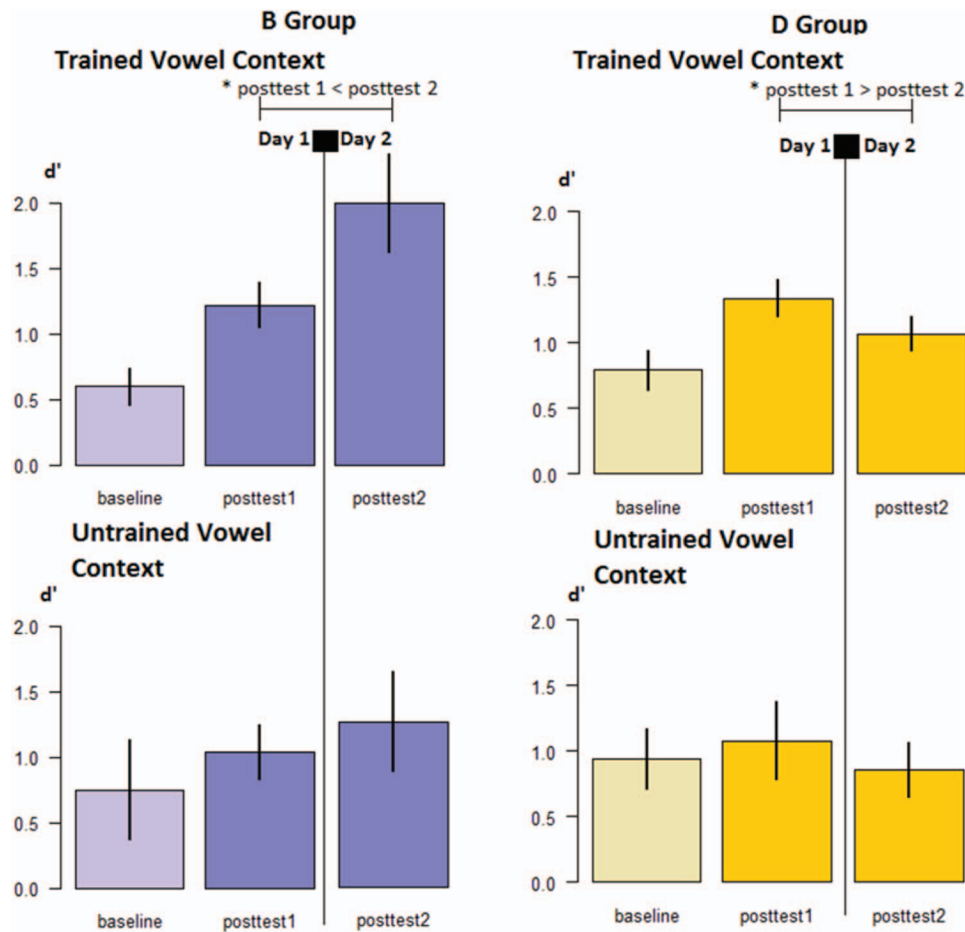 B Group
Trained Vowel Context
* posttest 1 < posttest 2
Day 1 Day 2
d'
2.0
1.5
1.0
0.5
0.0
baseline posttest1 posttest2
Untrained Vowel
Context
d'
2.0
1.5
1.0
0.5
0.0
baseline posttest1 posttest2
D Group
Trained Vowel Context
* posttest 1 > posttest 2
Day 1 Day 2
d'
2.0
1.5
1.0
0.5
0.0
baseline posttest1 posttest2
Untrained Vowel
Context
d'
2.0
1.5
1.0
0.5
0.0
baseline posttest1 posttest2